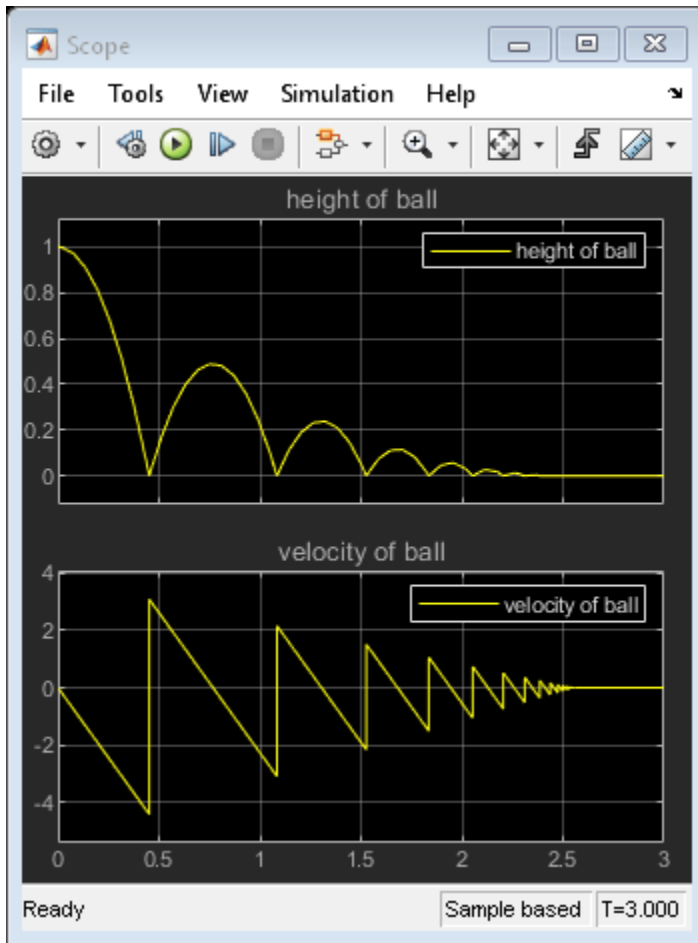 Scope
File Tools View Simulation Help
height of ball
height of ball
1
0.8
0.6
0.4
0.2
0
velocity of ball
velocity of ball
4
2
0
-2
-4
0 0.5 1 1.5 2 2.5 3
Ready Sample based T=3.000